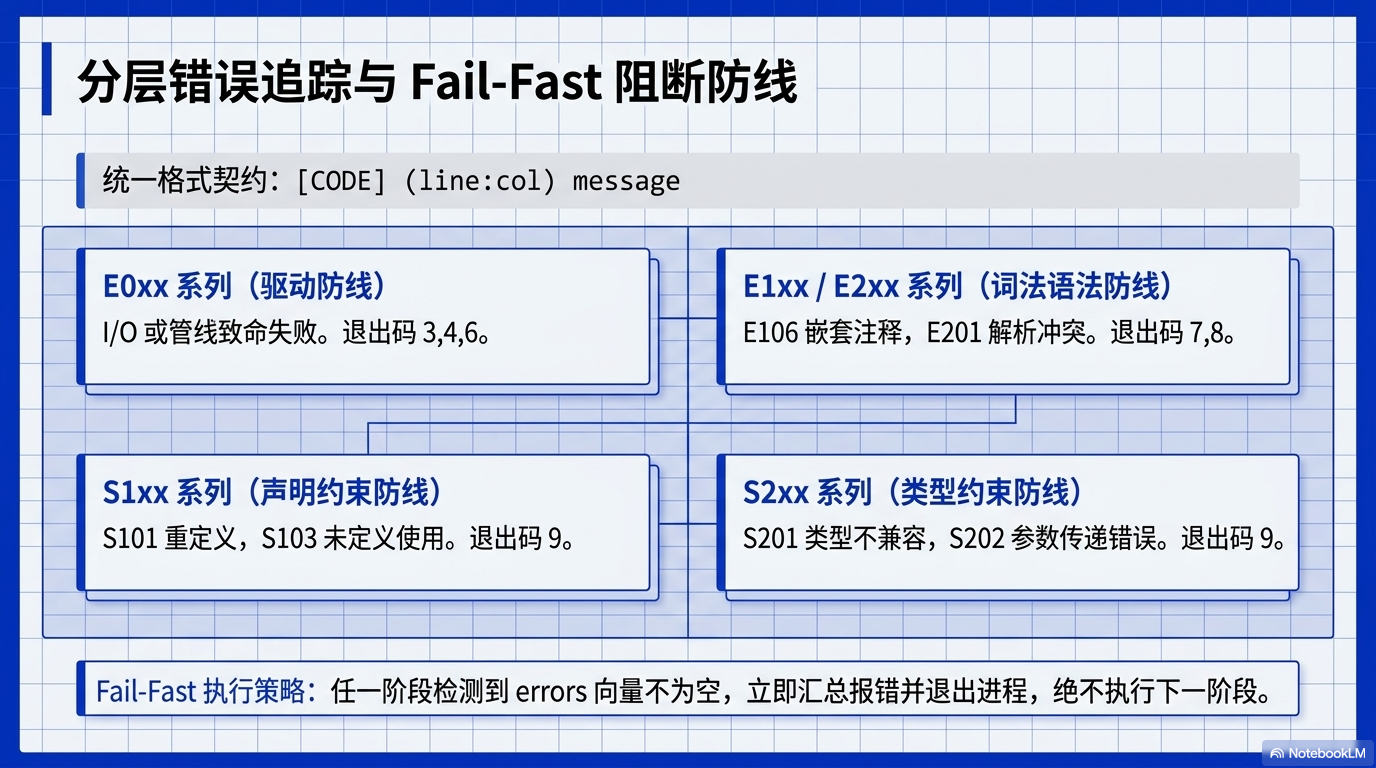 分层错误追踪与 Fail-Fast 阻断防线
统一格式契约：[CODE] (line:col) message
E0xx 系列（驱动防线）
I/O 或管线致命失败。退出码 3,4,6。
E1xx / E2xx 系列（词法语法防线）
E106 嵌套注释，E201 解析冲突。退出码 7,8。
S1xx 系列（声明约束防线）
S101 重定义，S103 未定义使用。退出码 9。
S2xx 系列（类型约束防线）
S201 类型不兼容，S202 参数传递错误。退出码 9。
Fail-Fast 执行策略：任一阶段检测到 errors 向量不为空，立即汇总报错并退出进程，绝不执行下一阶段。
NotebookLM